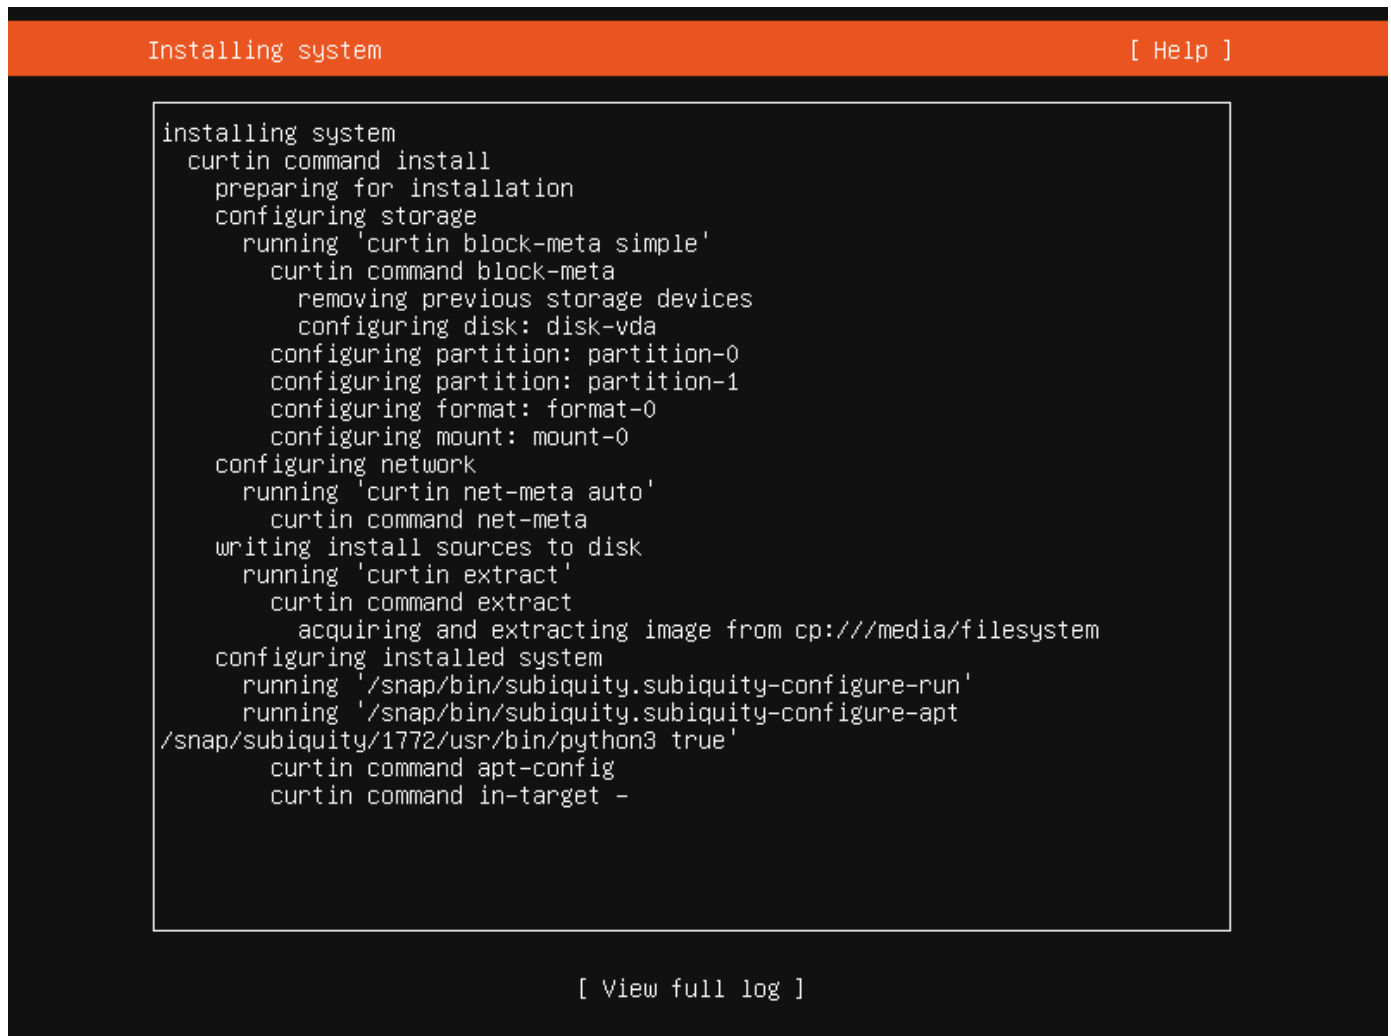 Installing system [ Help ]
installing system
curtin command install
preparing for installation
configuring storage
running 'curtin block-meta simple'
curtin command block-meta
removing previous storage devices
configuring disk: disk-vda
configuring partition: partition-0
configuring partition: partition-1
configuring format: format-0
configuring mount: mount-0
configuring network
running 'curtin net-meta auto'
curtin command net-meta
writing install sources to disk
running 'curtin extract'
curtin command extract
acquiring and extracting image from cp:///media/filesystem
configuring installed system
running '/snap/bin/subiquity.subiquity-configure-run'
running '/snap/bin/subiquity.subiquity-configure-apt
/snap/subiquity/1772/usr/bin/python3 true'
curtin command apt-config
curtin command in-target -
[ View full log ]